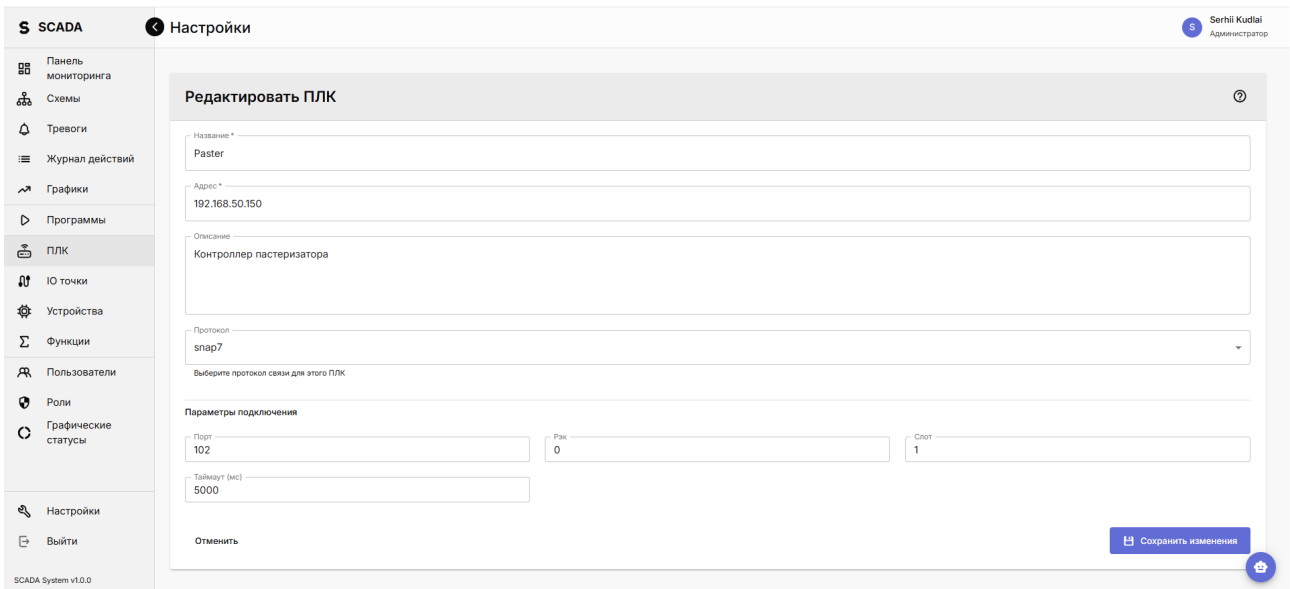 S SCADA
Настройки
S
Serhii Kudlai
Администратор
Панель
мониторинга
Схемы
Тревоги
Журнал действий
Графики
Программы
ПЛК
IO точки
Устройства
Функции
Пользователи
Роли
Графические
статусы
Настройки
Выйти
SCADA System v1.0.0
Редактировать ПЛК
Название *
Paster
Адрес *
192.168.50.150
Описание
Контроллер пастеризатора
Протокол
snap7
Выберите протокол связи для этого ПЛК
Параметры подключения
Порт
102
Рэк
0
Слот
1
Таймаут (мс)
5000
Отменить
Сохранить изменения